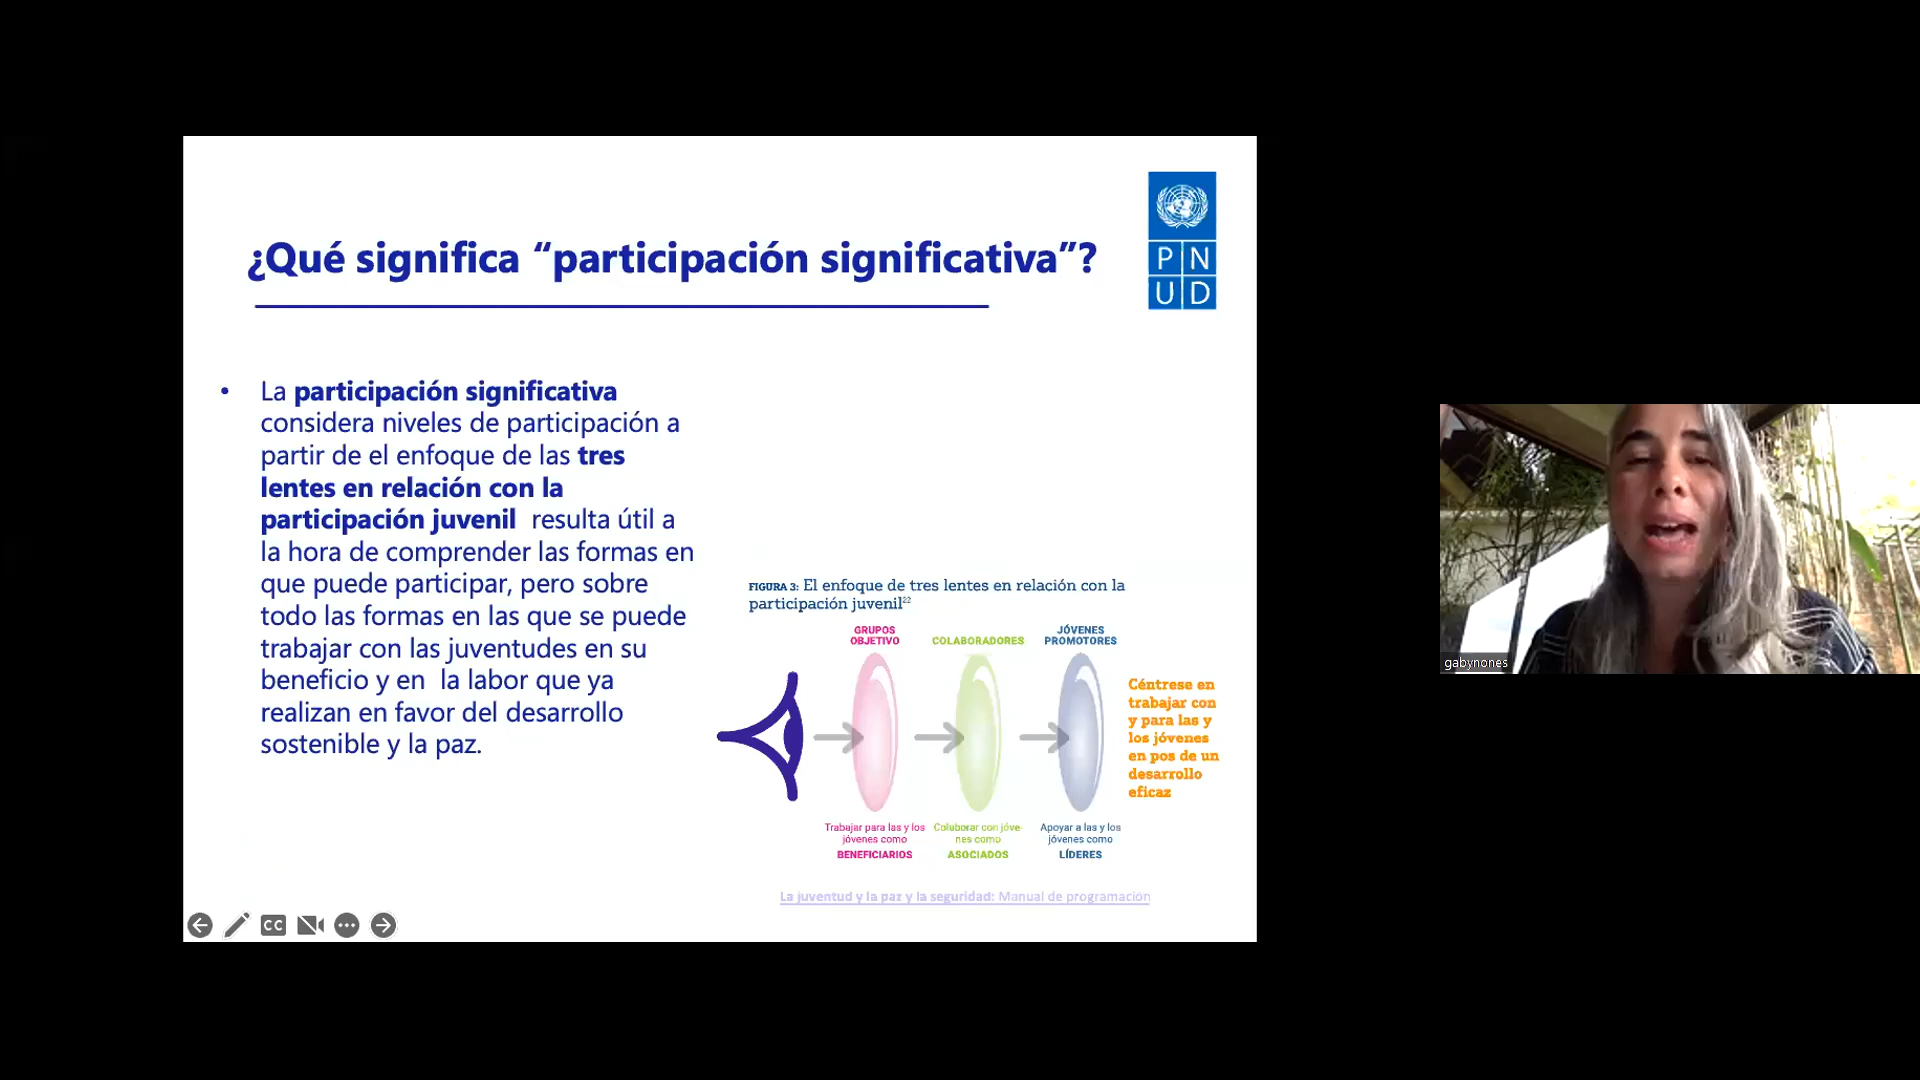 ¿Qué significa “participación significativa”?
P N
U D
• La participación significativa
considera niveles de participación a
partir de el enfoque de las tres
lentes en relación con la
participación juvenil resulta útil a
la hora de comprender las formas en
que puede participar, pero sobre
todo las formas en las que se puede
trabajar con las juventudes en su
beneficio y en la labor que ya
realizan en favor del desarrollo
sostenible y la paz.
FIGURA 3: El enfoque de tres lentes en relación con la
participación juvenil22
GRUPOS
OBJETIVO
COLABORADORES
JÓVENES
PROMOTORES
Céntrese en
trabajar con
y para las y
los jóvenes
en pos de un
desarrollo
eficaz
Trabajar para las y los
jóvenes como
BENEFICIARIOS
Colaborar con jóve-
nes como
ASOCIADOS
Apoyar a las y los
jóvenes como
LÍDERES
La juventud y la paz y la seguridad: Manual de programación
CC
gabynones